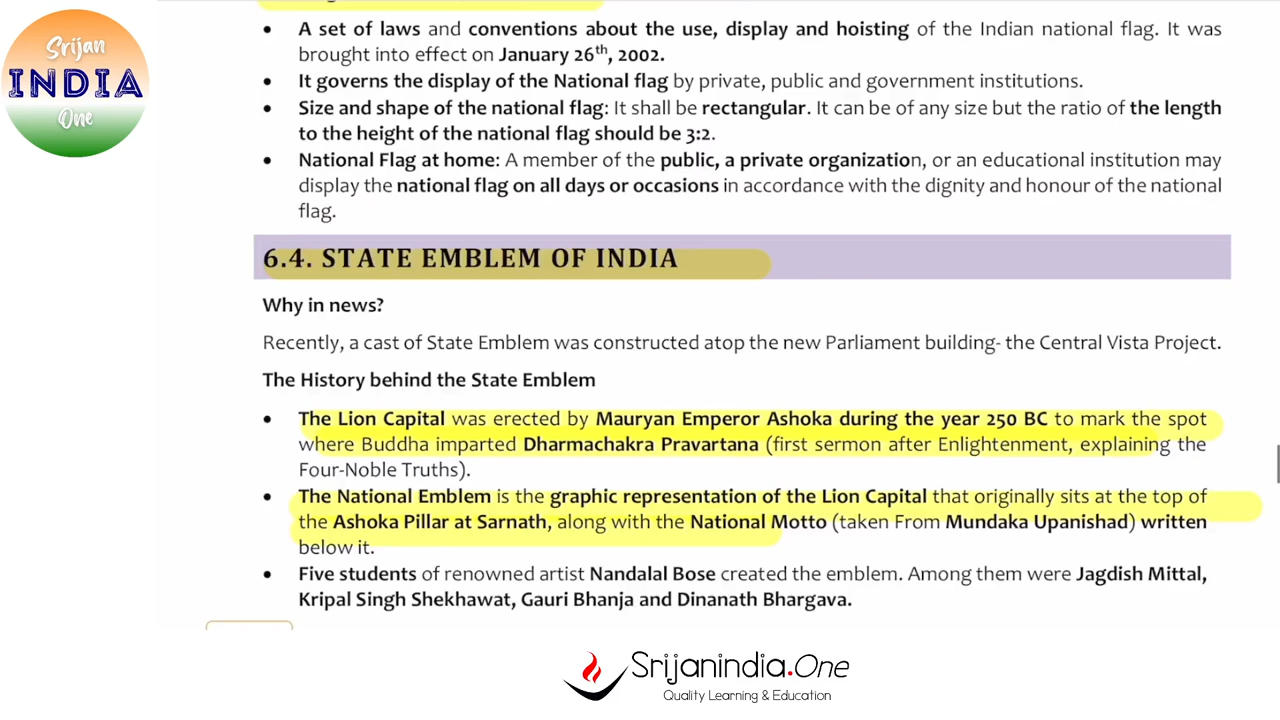 Srijan
INDIA
One
• A set of laws and conventions about the use, display and hoisting of the Indian national flag. It was
brought into effect on January 26th, 2002.
• It governs the display of the National flag by private, public and government institutions.
• Size and shape of the national flag: It shall be rectangular. It can be of any size but the ratio of the length
to the height of the national flag should be 3:2.
• National Flag at home: A member of the public, a private organization, or an educational institution may
display the national flag on all days or occasions in accordance with the dignity and honour of the national
flag.
6.4. STATE EMBLEM OF INDIA
Why in news?
Recently, a cast of State Emblem was constructed atop the new Parliament building- the Central Vista Project.
The History behind the State Emblem
• The Lion Capital was erected by Mauryan Emperor Ashoka during the year 250 BC to mark the spot
where Buddha imparted Dharmachakra Pravartana (first sermon after Enlightenment, explaining the
Four-Noble Truths).
• The National Emblem is the graphic representation of the Lion Capital that originally sits at the top of
the Ashoka Pillar at Sarnath, along with the National Motto (taken From Mundaka Upanishad) written
below it.
• Five students of renowned artist Nandalal Bose created the emblem. Among them were Jagdish Mittal,
Kripal Singh Shekhawat, Gauri Bhanja and Dinanath Bhargava.
Srijanindia.One
Quality Learning & Education